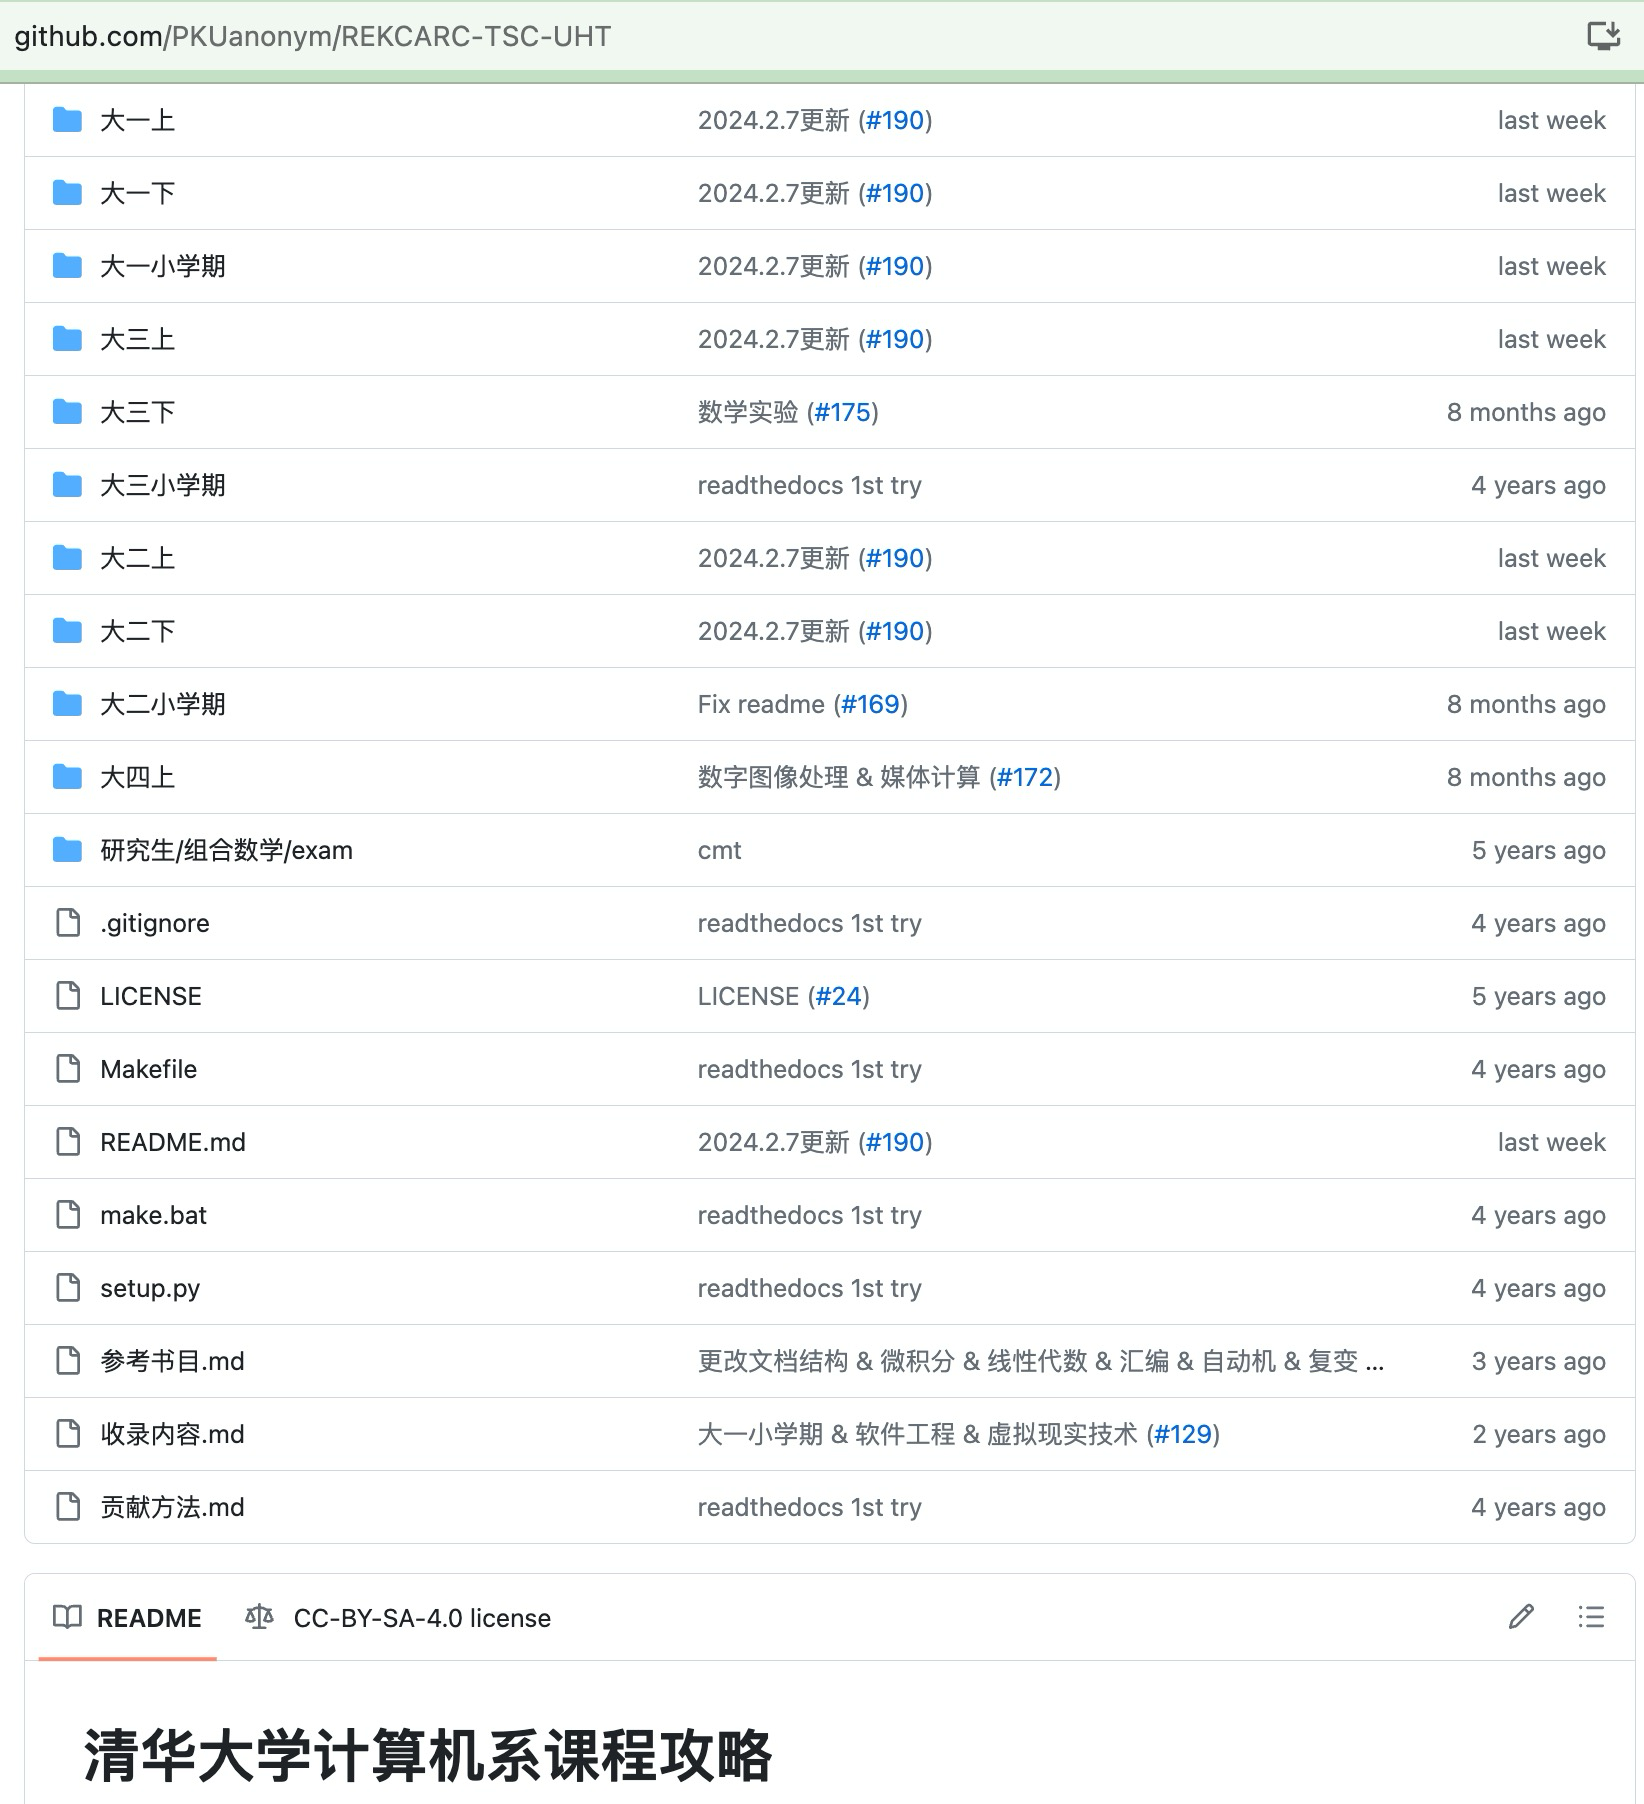 github.com/PKUanonym/REKCARC-TSC-UHT
大一上 2024.2.7更新 (#190) last week
大一下 2024.2.7更新 (#190) last week
大一小学期 2024.2.7更新 (#190) last week
大三上 2024.2.7更新 (#190) last week
大三下 数学实验 (#175) 8 months ago
大三小学期 readthedocs 1st try 4 years ago
大二上 2024.2.7更新 (#190) last week
大二下 2024.2.7更新 (#190) last week
大二小学期 Fix readme (#169) 8 months ago
大四上 数字图像处理 & 媒体计算 (#172) 8 months ago
研究生/组合数学/exam cmt 5 years ago
.gitignore readthedocs 1st try 4 years ago
LICENSE LICENSE (#24) 5 years ago
Makefile readthedocs 1st try 4 years ago
README.md 2024.2.7更新 (#190) last week
make.bat readthedocs 1st try 4 years ago
setup.py readthedocs 1st try 4 years ago
参考书目.md 更改文档结构 & 微积分 & 线性代数 & 汇编 & 自动机 & 复变 ... 3 years ago
收录内容.md 大一小学期 & 软件工程 & 虚拟现实技术 (#129) 2 years ago
贡献方法.md readthedocs 1st try 4 years ago
README CC-BY-SA-4.0 license
清华大学计算机系课程攻略